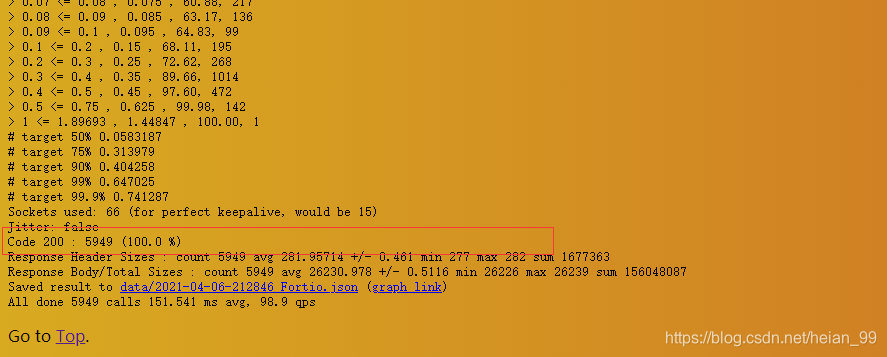 > 0.07 <= 0.08 , 0.075 , 60.88, 217
> 0.08 <= 0.09 , 0.085 , 63.17, 136
> 0.09 <= 0.1 , 0.095 , 64.83, 99
> 0.1 <= 0.2 , 0.15 , 68.11, 195
> 0.2 <= 0.3 , 0.25 , 72.62, 268
> 0.3 <= 0.4 , 0.35 , 89.66, 1014
> 0.4 <= 0.5 , 0.45 , 97.60, 472
> 0.5 <= 0.75 , 0.625 , 99.98, 142
> 1 <= 1.89693 , 1.44847 , 100.00, 1
# target 50% 0.0583187
# target 75% 0.313979
# target 90% 0.404258
# target 99% 0.647025
# target 99.9% 0.741287
Sockets used: 66 (for perfect keepalive, would be 15)
Jitter: false
Code 200 : 5949 (100.0 %)
Response Header Sizes : count 5949 avg 281.95714 +/- 0.461 min 277 max 282 sum 1677363
Response Body/Total Sizes : count 5949 avg 26230.978 +/- 0.5116 min 26226 max 26239 sum 156048087
Saved result to data/2021-04-06-212846_Fortio.json (graph link)
All done 5949 calls 151.541 ms avg, 98.9 qps
Go to Top.
https://blog.csdn.net/heian_99